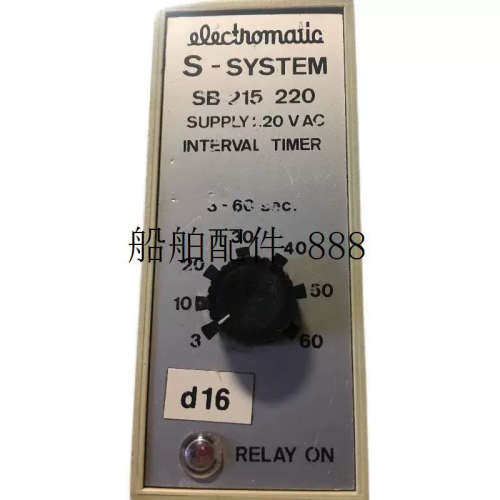 electromatic
S-SYSTEM
SB 215 220
SUPPLY 220 V AC
INTERVAL TIMER
3-60 sec.
船舶配件 888
30
20 40
10 50
3 60
d16
RELAY ON